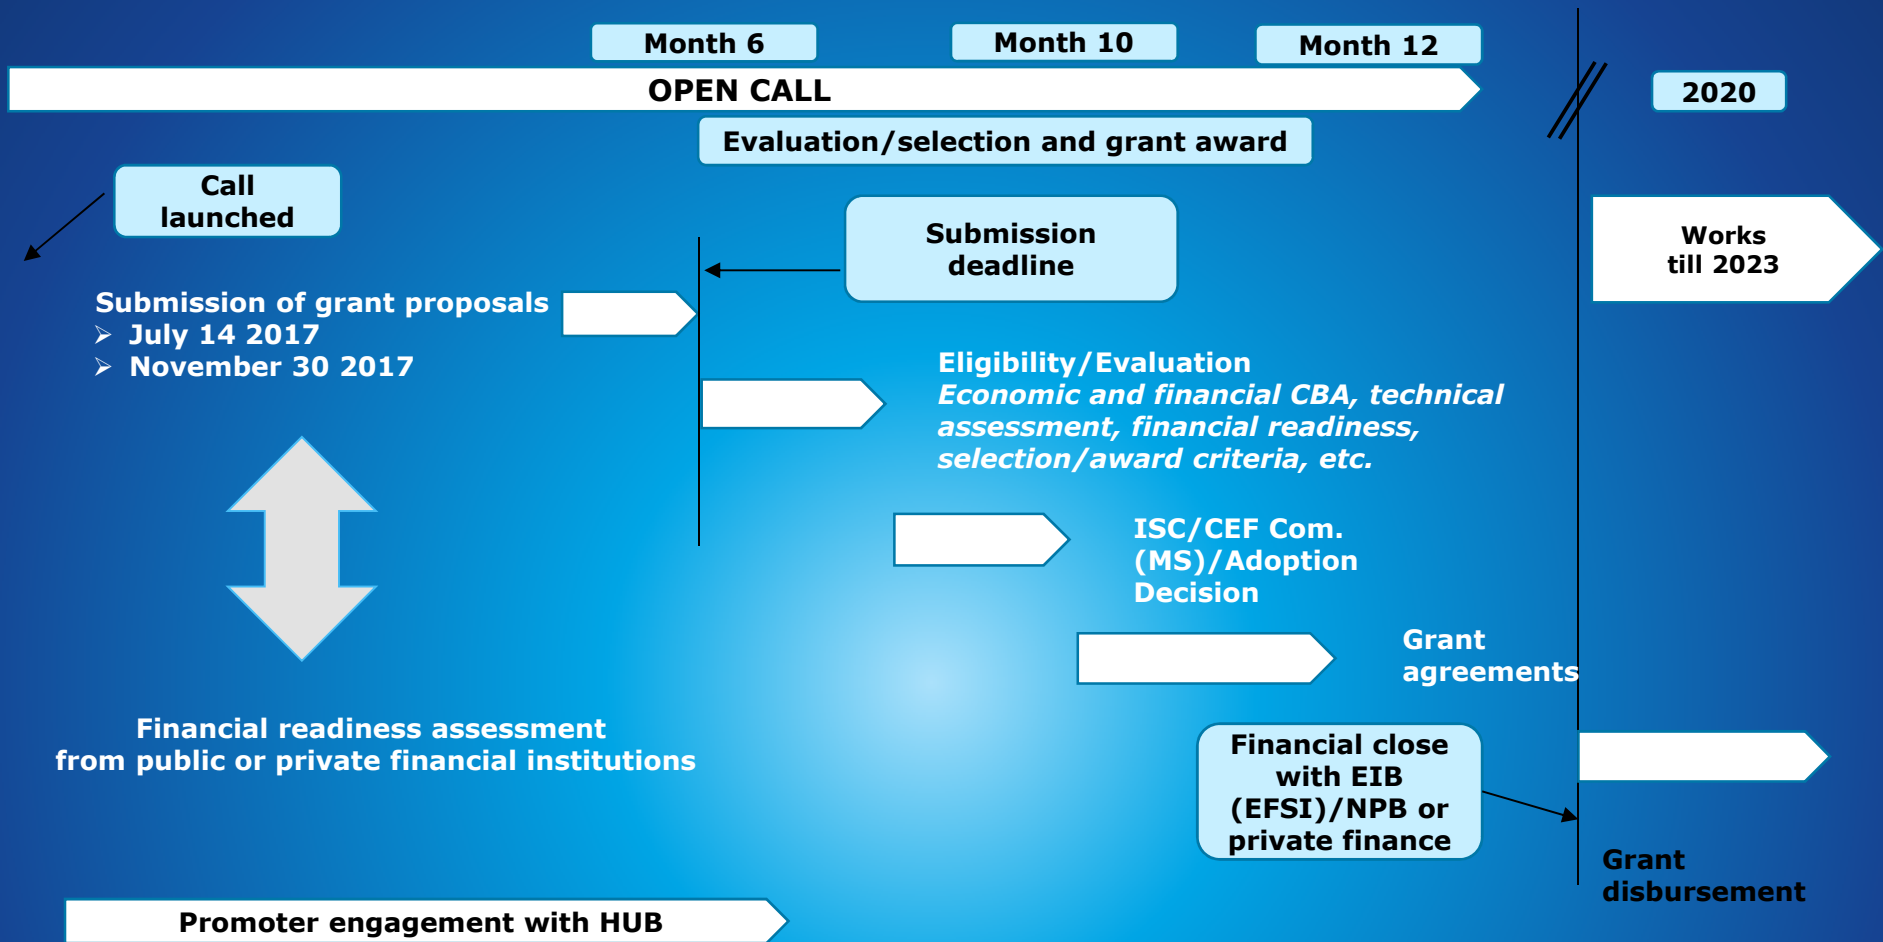 Month 6
Month 10
Month 12
OPEN CALL
2020
Evaluation/selection and grant award
Call
launched
Submission
deadline
Works
till 2023
Submission of grant proposals
➢ July 14 2017
➢ November 30 2017
Eligibility/Evaluation
Economic and financial CBA, technical
assessment, financial readiness,
selection/award criteria, etc.
ISC/CEF Com.
(MS)/Adoption
Decision
Grant
agreements
Financial readiness assessment
from public or private financial institutions
Financial close
with EIB
(EFSI)/NPB or
private finance
Grant
disbursement
Promoter engagement with HUB